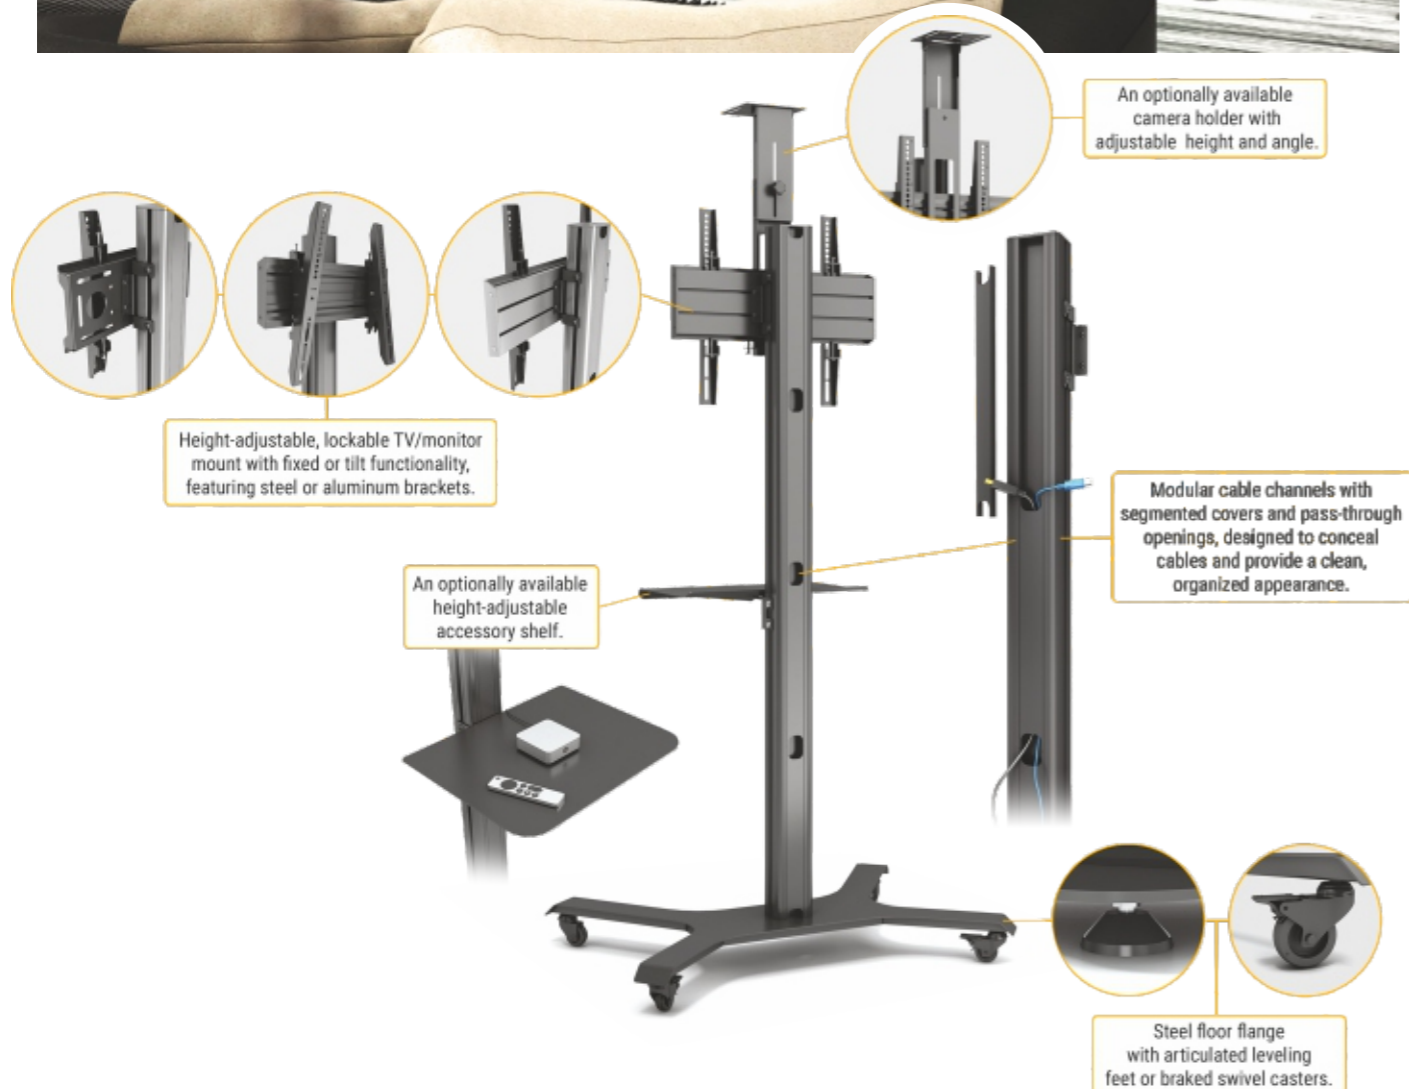 An optionally available
camera holder with
adjustable height and angle.
Height-adjustable, lockable TV/monitor
mount with fixed or tilt functionality,
featuring steel or aluminum brackets.
Modular cable channels with
segmented covers and pass-through
openings, designed to conceal
cables and provide a clean,
organized appearance.
An optionally available
height-adjustable
accessory shelf.
Steel floor flange
with articulated leveling
feet or braked swivel casters.